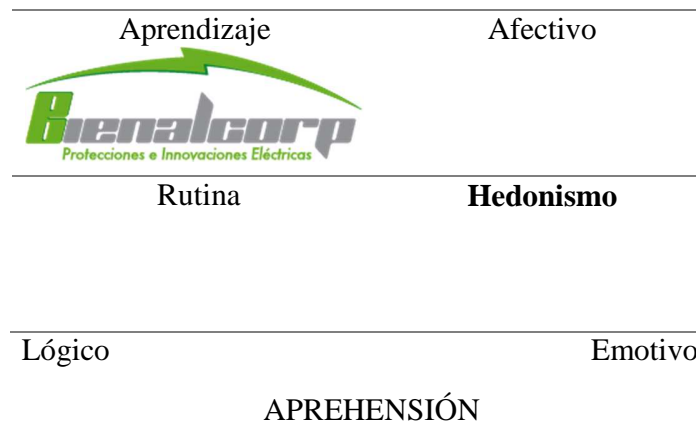 Aprendizaje Afectivo
Bienalcorp
Protecciones e Innovaciones Eléctricas
Rutina Hedonismo
Lógico Emotivo
APREHENSIÓN